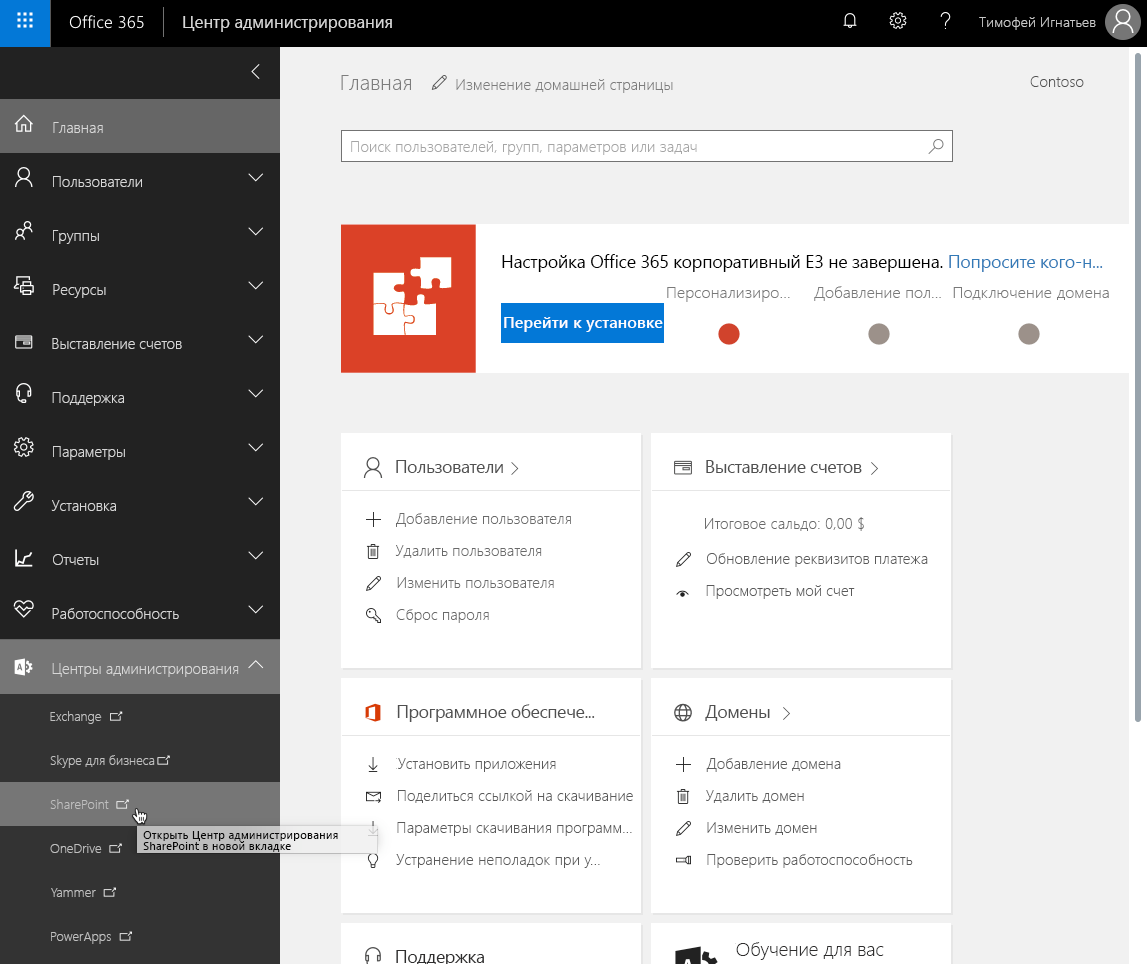 Office 365
Центр администрирования
Тимофей Игнатьев
Главная
Изменение домашней страницы
Contoso
Поиск пользователей, групп, параметров или задач
Главная
Пользователи
Группы
Ресурсы
Выставление счетов
Поддержка
Параметры
Установка
Отчеты
Работоспособность
Центры администрирования
Exchange
Skype для бизнеса
SharePoint
Открыть Центр администрирования
SharePoint в новой вкладке
OneDrive
Yammer
PowerApps
Настройка Office 365 корпоративный E3 не завершена. Попросите кого-н...
Перейти к установке
Персонализиро...
Добавление пол...
Подключение домена
Пользователи
Добавление пользователя
Удалить пользователя
Изменить пользователя
Сброс пароля
Выставление счетов
Итоговое сальдо: 0,00 $
Обновление реквизитов платежа
Просмотреть мой счет
Программное обеспече...
Установить приложения
Поделиться ссылкой на скачивание
Параметры скачивания программ...
Устранение неполадок при у...
Домены
Добавление домена
Удалить домен
Изменить домен
Проверить работоспособность
Поддержка
Обучение для вас